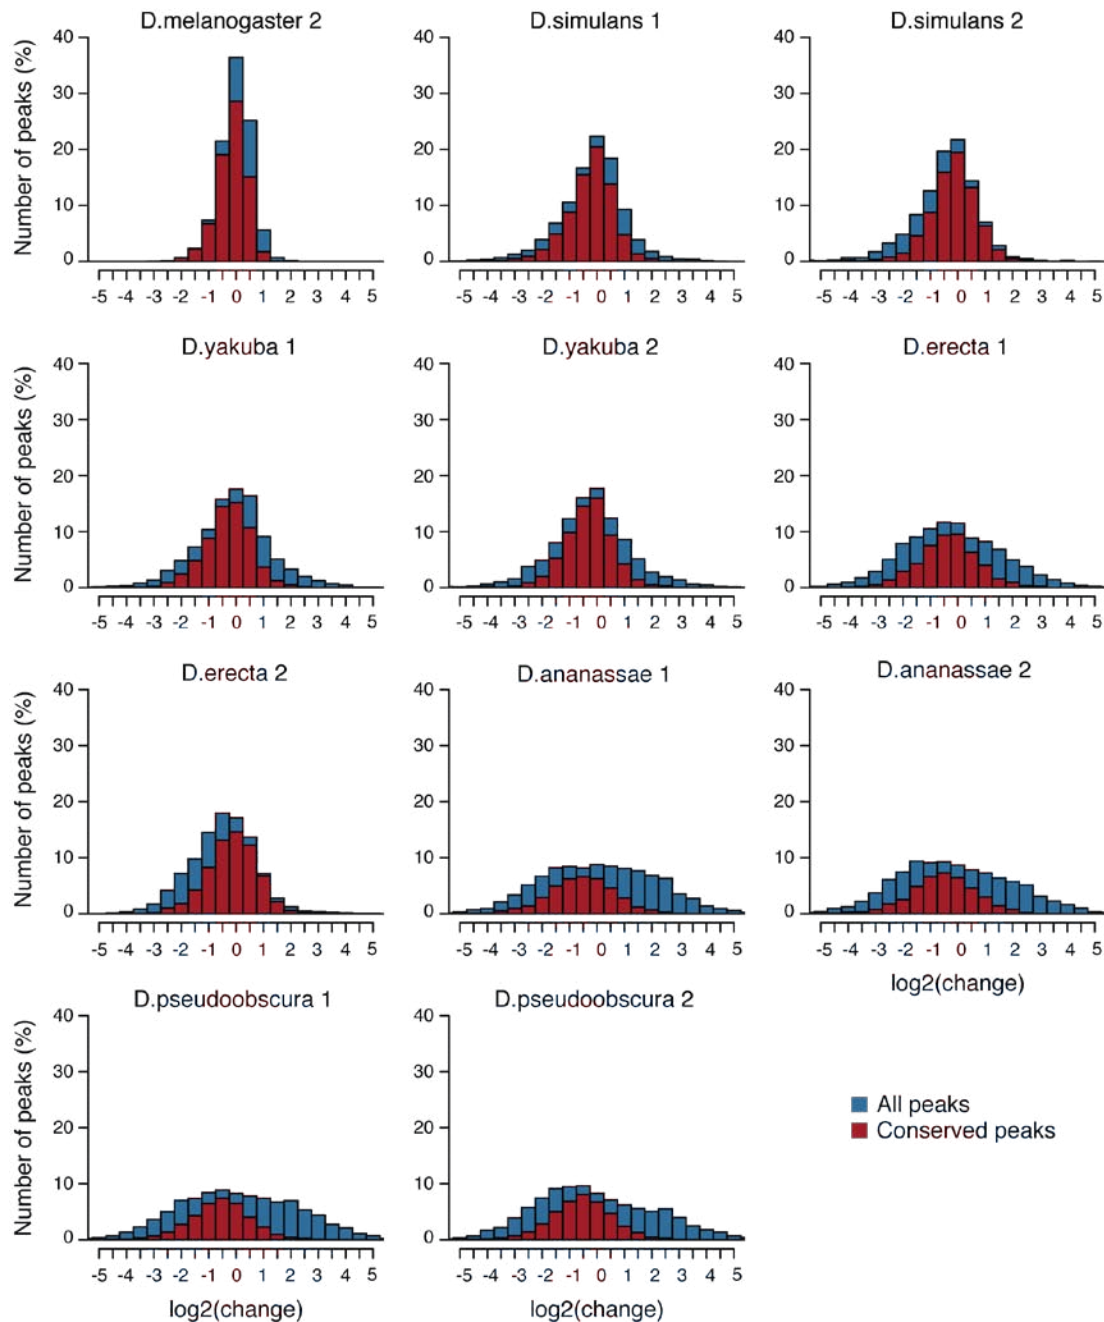 D.melanogaster 2 D.simulans 1 D.simulans 2
Number of peaks (%)
40 40 40
30 30 30
20 20 20
10 10 10
0 0 0
-5 -4 -3 -2 -1 0 1 2 3 4 5 -5 -4 -3 -2 -1 0 1 2 3 4 5 -5 -4 -3 -2 -1 0 1 2 3 4 5
D.yakuba 1 D.yakuba 2 D.erecta 1
Number of peaks (%)
40 40 40
30 30 30
20 20 20
10 10 10
0 0 0
-5 -4 -3 -2 -1 0 1 2 3 4 5 -5 -4 -3 -2 -1 0 1 2 3 4 5 -5 -4 -3 -2 -1 0 1 2 3 4 5
D.erecta 2 D.ananassae 1 D.ananassae 2
Number of peaks (%)
40 40 40
30 30 30
20 20 20
10 10 10
0 0 0
-5 -4 -3 -2 -1 0 1 2 3 4 5 -5 -4 -3 -2 -1 0 1 2 3 4 5 -5 -4 -3 -2 -1 0 1 2 3 4 5
log2(change)
D.pseudoobscura 1 D.pseudoobscura 2
Number of peaks (%)
40 40
30 30
20 20
10 10
0 0
-5 -4 -3 -2 -1 0 1 2 3 4 5 -5 -4 -3 -2 -1 0 1 2 3 4 5
log2(change) log2(change)
All peaks
Conserved peaks